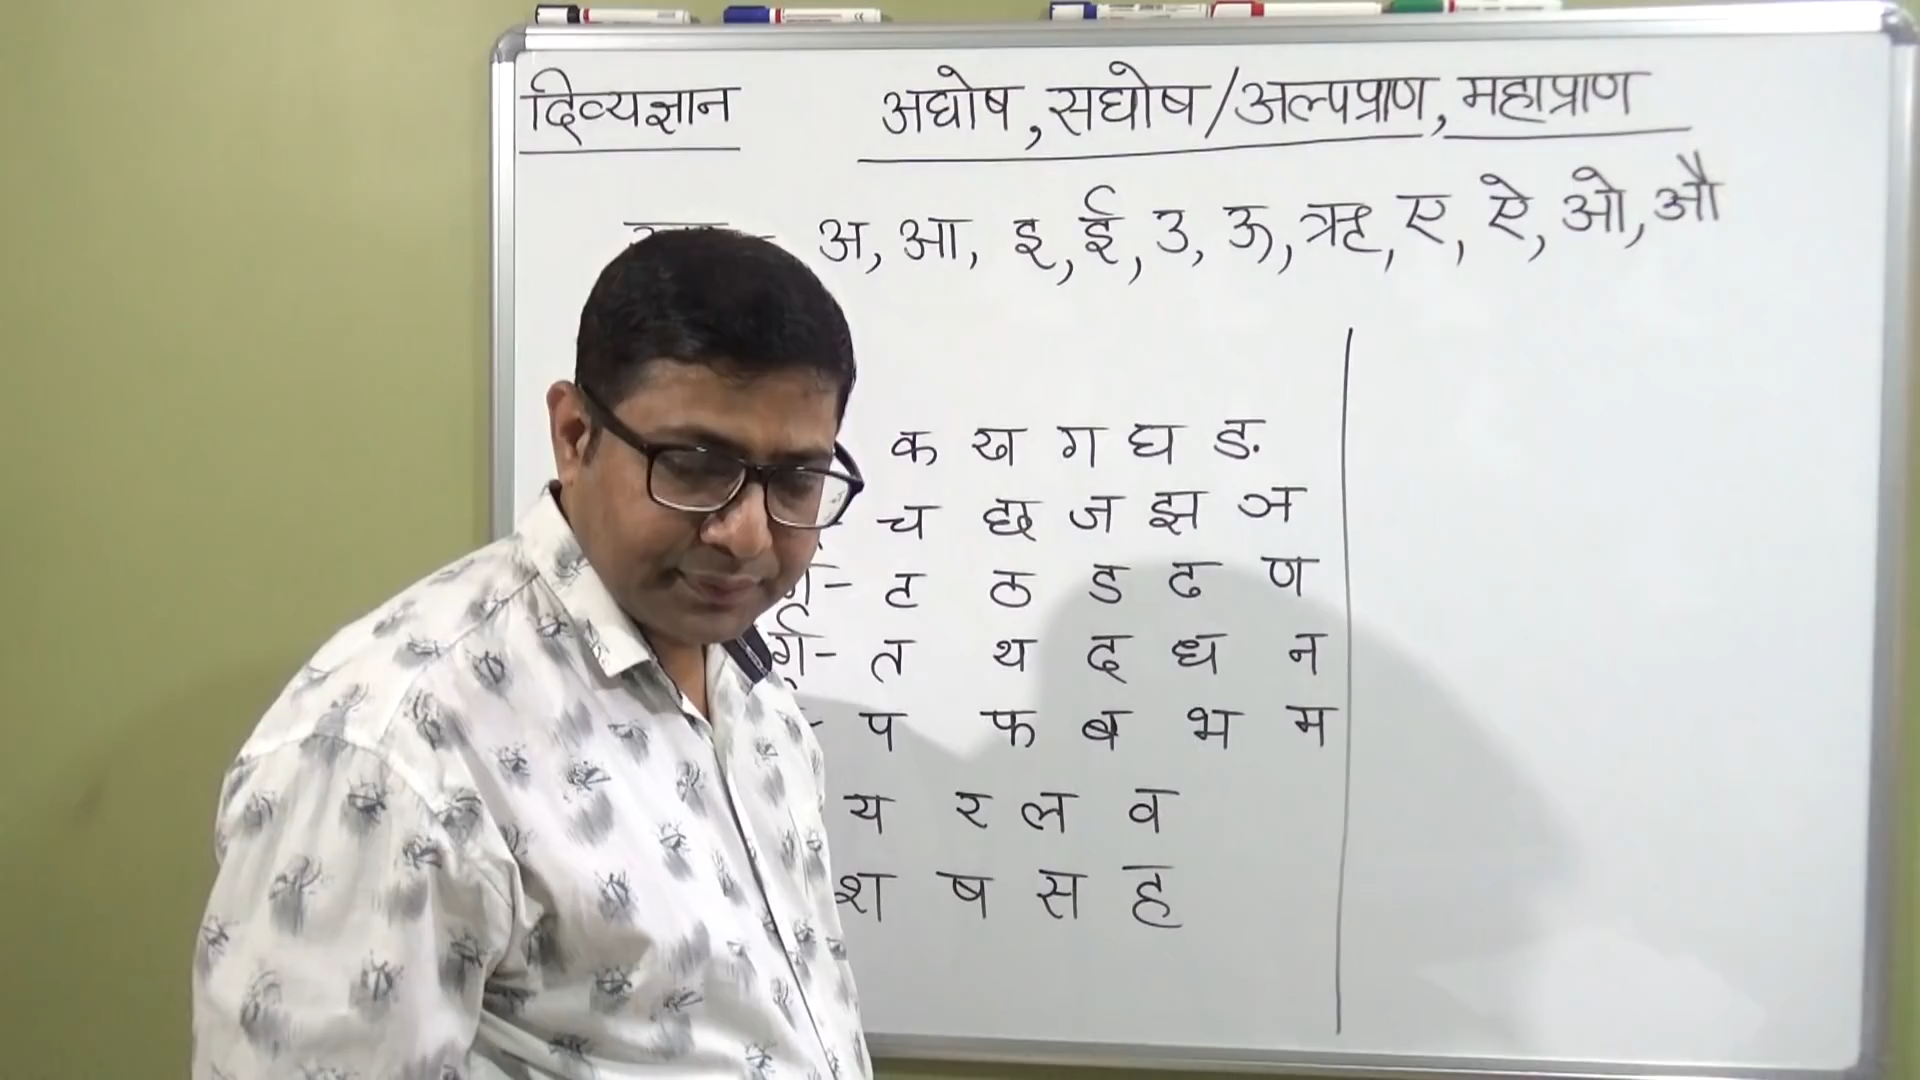 दिव्यज्ञान
अघोष, सघोष/अल्पप्राण, महाप्राण
अ, आ, इ, ई, उ, ऊ, ऋ, ए, ऐ, ओ, औ
क ख ग घ ङ
च छ ज झ ञ
ट ठ ड ढ ण
त थ द ध न
प फ ब भ म
य र ल व
श ष स ह